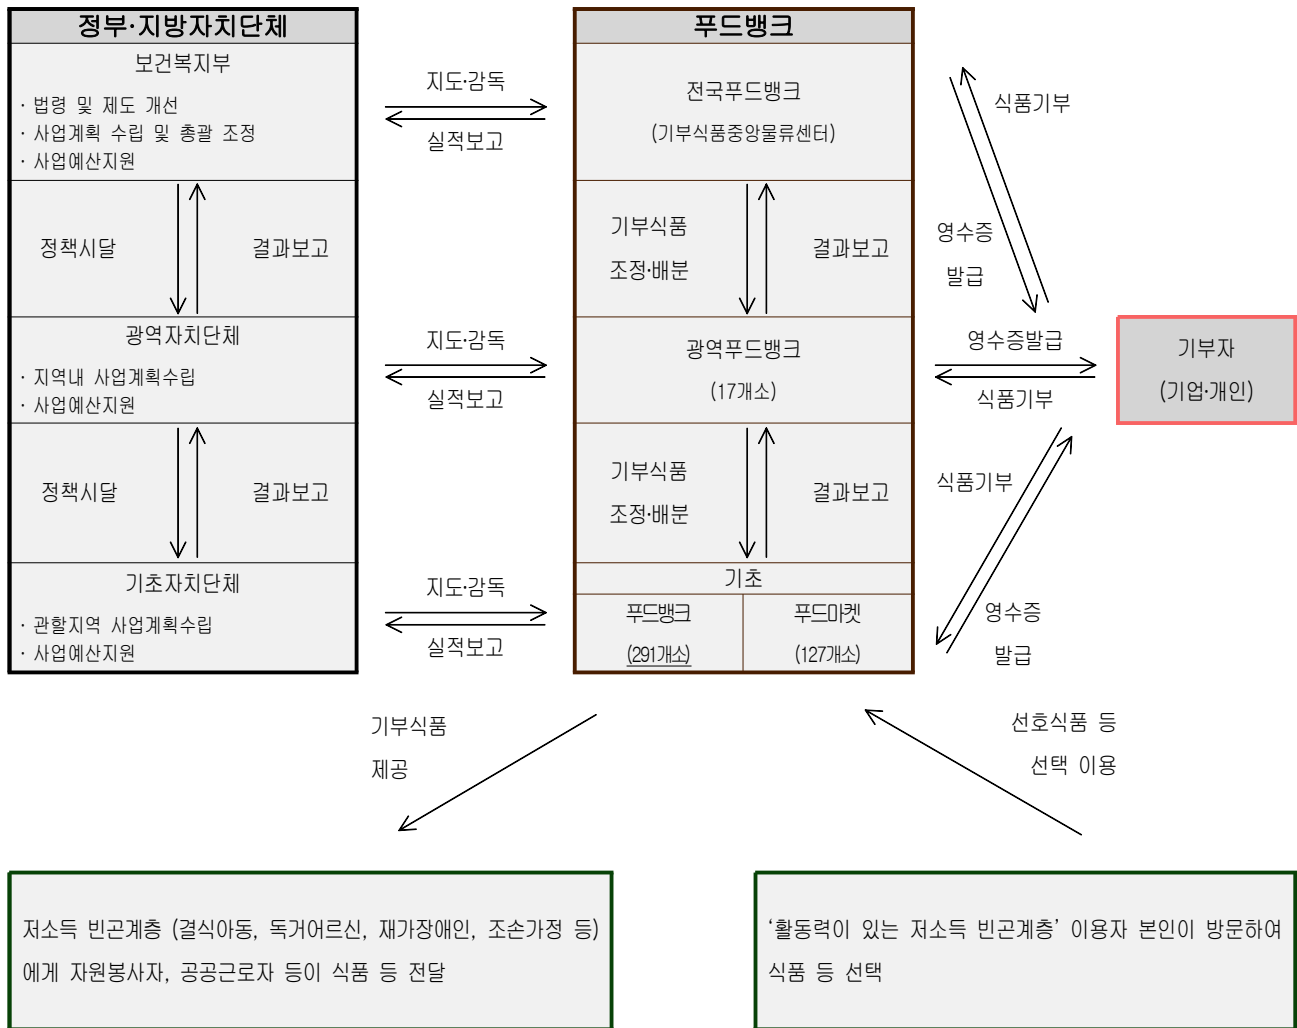 정부·지방자치단체
보건복지부
· 법령 및 제도 개선
· 사업계획 수립 및 총괄 조정
· 사업예산지원
정책시달
결과보고
광역자치단체
· 지역내 사업계획수립
· 사업예산지원
정책시달
결과보고
기초자치단체
· 관할지역 사업계획수립
· 사업예산지원
지도·감독
실적보고
지도·감독
실적보고
지도·감독
실적보고
푸드뱅크
전국푸드뱅크
(기부식품중앙물류센터)
기부식품
조정·배분
결과보고
광역푸드뱅크
(17개소)
기부식품
조정·배분
결과보고
기초
푸드뱅크
(291개소)
푸드마켓
(127개소)
식품기부
영수증
발급
영수증발급
식품기부
식품기부
영수증
발급
기부자
(기업·개인)
기부식품
제공
선호식품 등
선택 이용
저소득 빈곤계층 (결식아동, 독거어르신, 재가장애인, 조손가정 등)
에게 자원봉사자, 공공근로자 등이 식품 등 전달
‘활동력이 있는 저소득 빈곤계층’ 이용자 본인이 방문하여
식품 등 선택